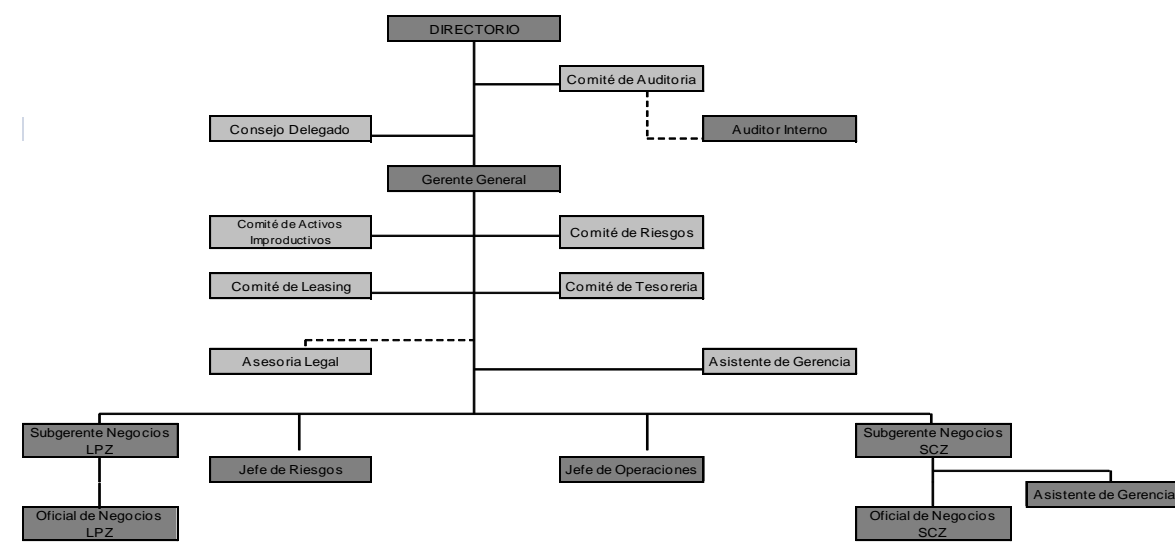 DIRECTORIO
Comité de Auditoria
Consejo Delegado
Auditor Interno
Gerente General
Comité de Activos
Improductivos
Comité de Riesgos
Comité de Leasing
Comité de Tesoreria
Asesoria Legal
Asistente de Gerencia
Subgerente Negocios
LPZ
Subgerente Negocios
SCZ
Jefe de Riesgos
Jefe de Operaciones
Asistente de Gerencia
Oficial de Negocios
LPZ
Oficial de Negocios
SCZ